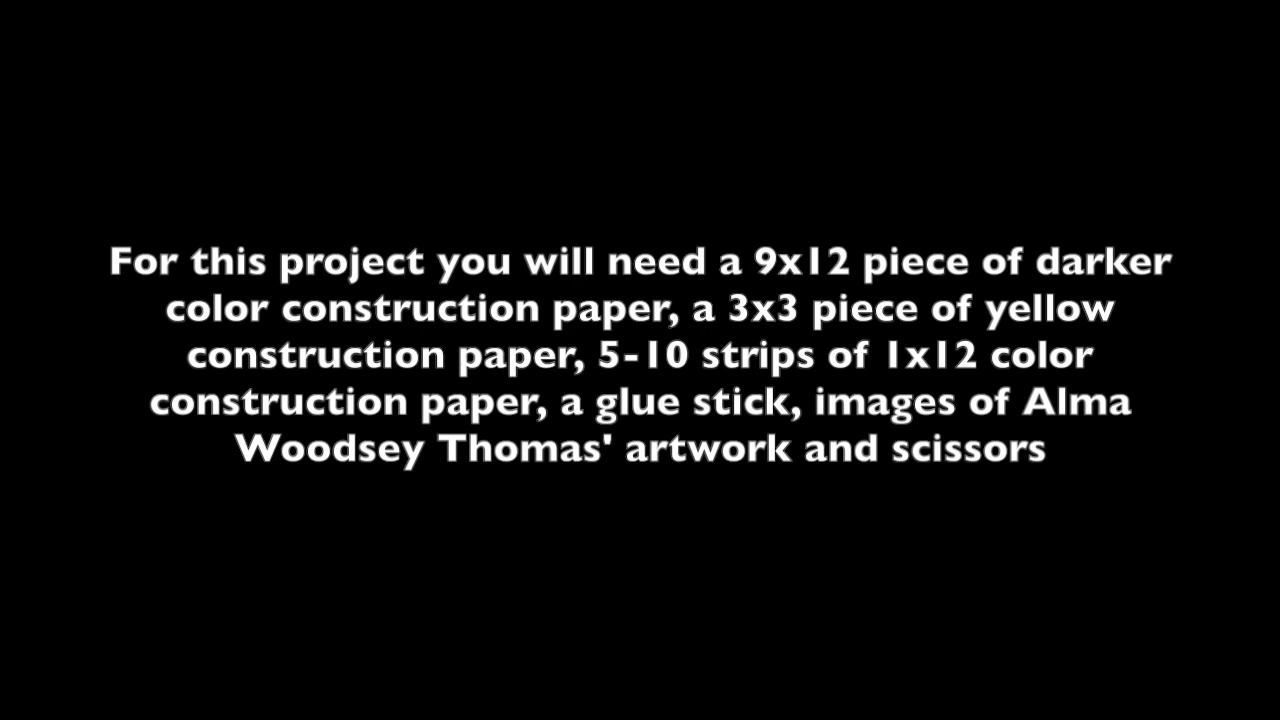 For this project you will need a 9x12 piece of darker
color construction paper, a 3x3 piece of yellow
construction paper, 5-10 strips of 1x12 color
construction paper, a glue stick, images of Alma
Woodsey Thomas' artwork and scissors